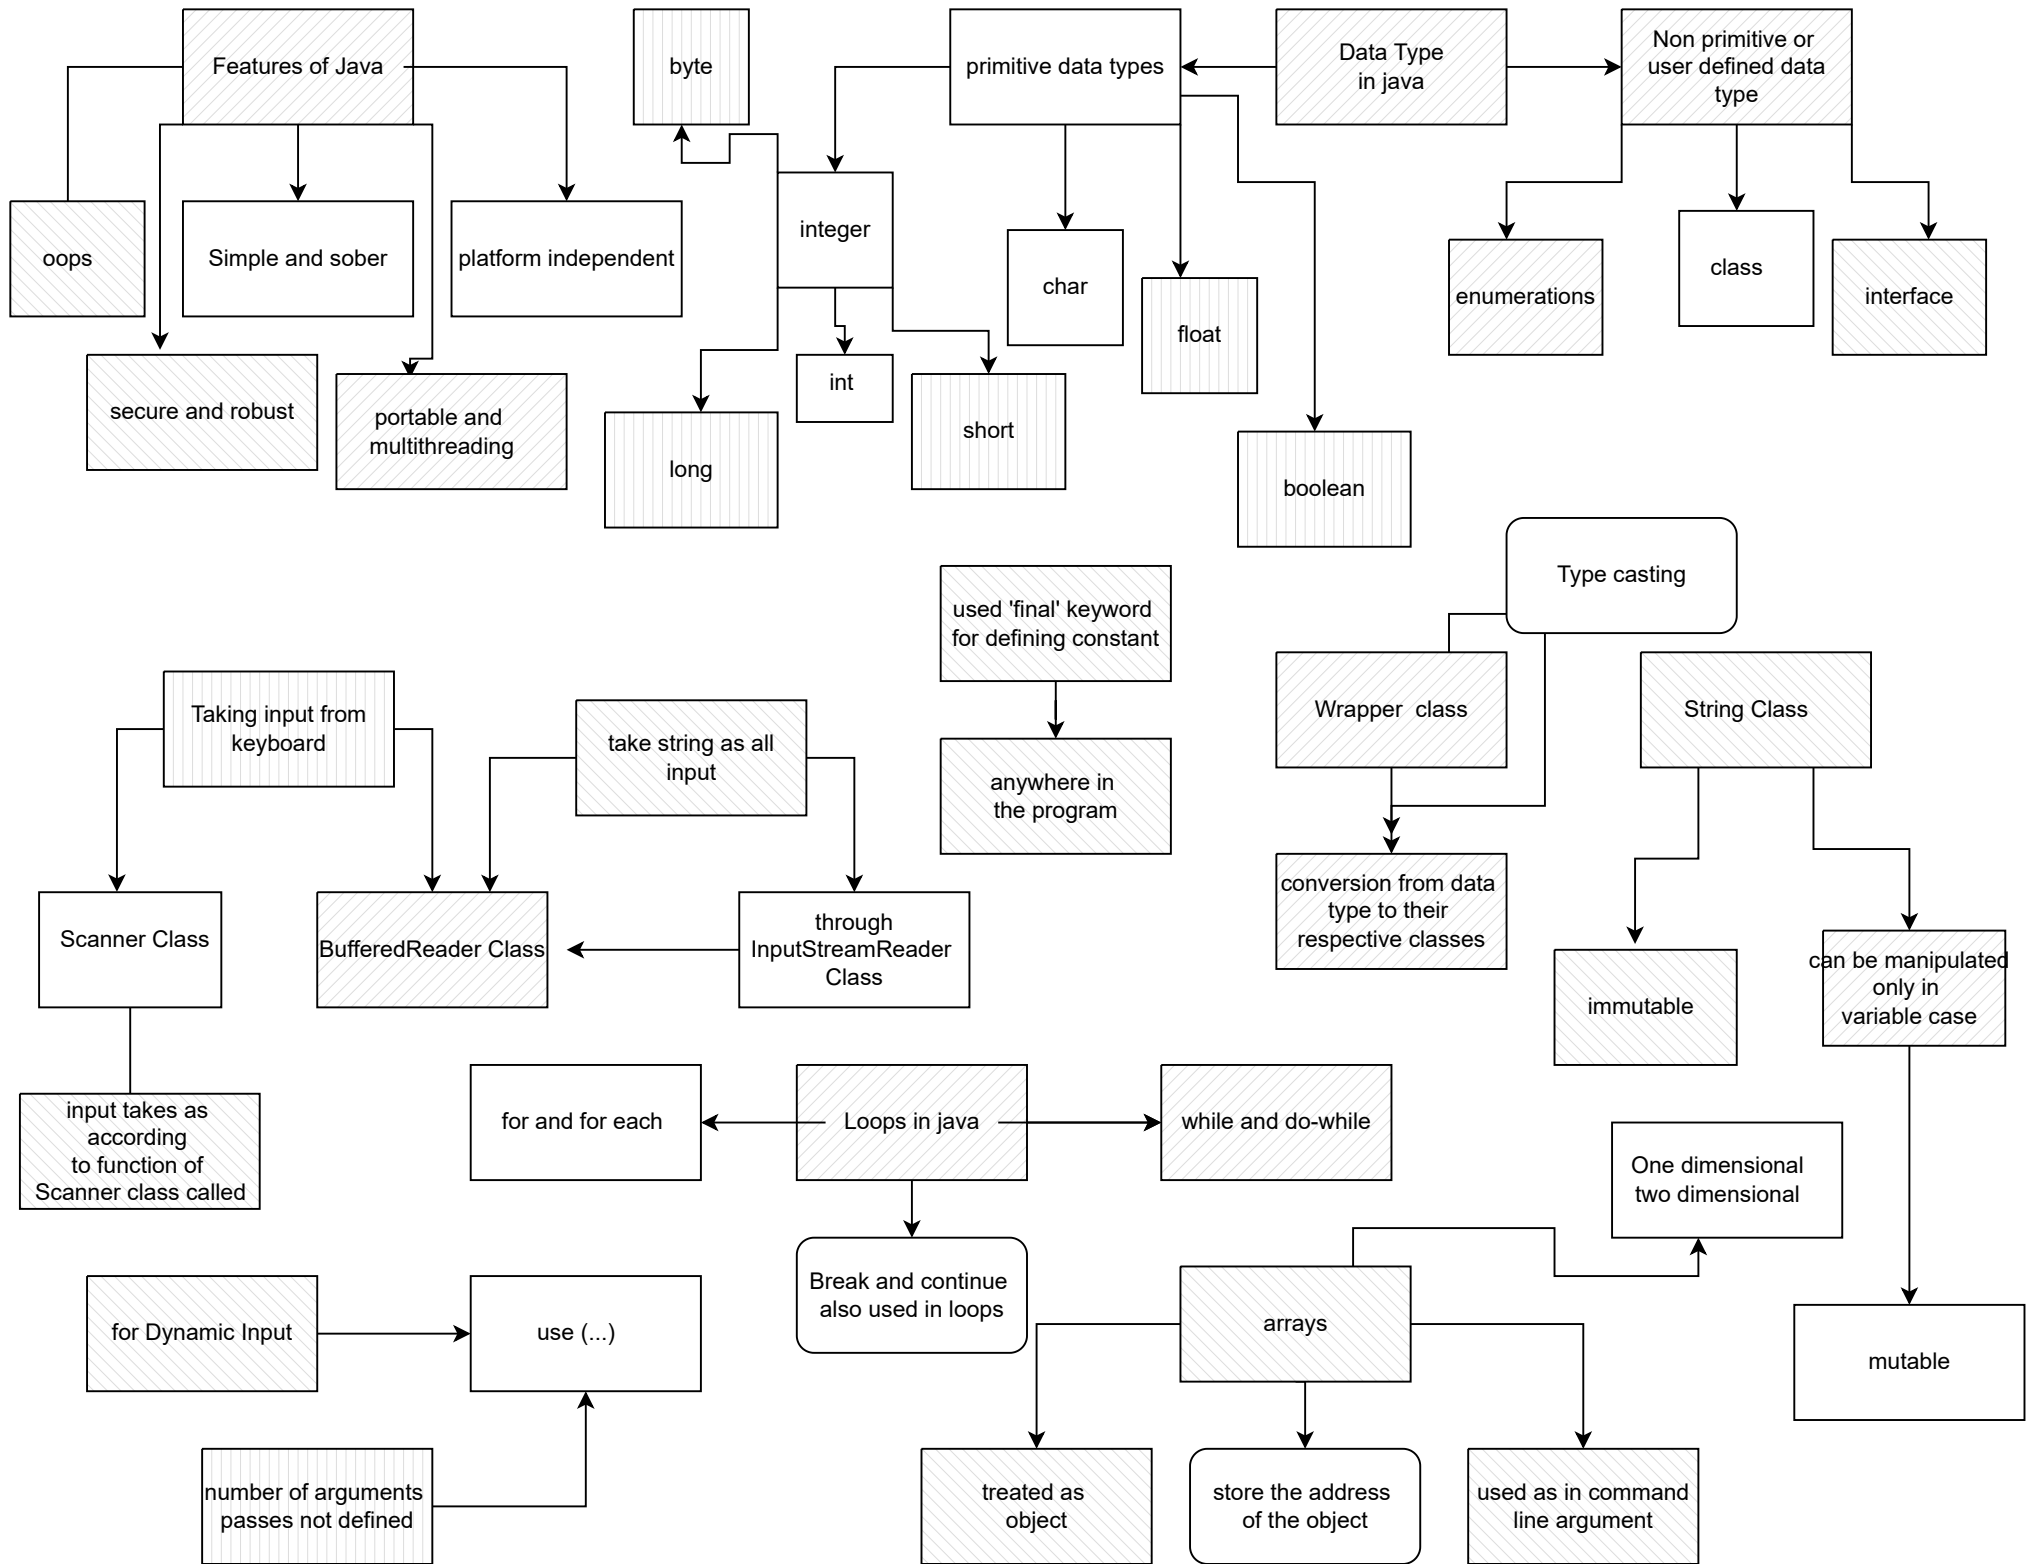 Features of Java
byte
primitive data types
Data Type
in java
Non primitive or
user defined data
type
oops
Simple and sober
platform independent
integer
char
float
enumerations
class
interface
secure and robust
portable and
multithreading
long
int
short
boolean
Type casting
used 'final' keyword
for defining constant
Taking input from
keyboard
take string as all
input
anywhere in
the program
Wrapper  class
String Class
Scanner Class
BufferedReader Class
through
InputStreamReader
Class
conversion from data
type to their
respective classes
immutable
can be manipulated
only in
variable case
input takes as
according
to function of
Scanner class called
for and for each
Loops in java
while and do-while
One dimensional
two dimensional
for Dynamic Input
use (...)
Break and continue
also used in loops
arrays
mutable
number of arguments
passes not defined
treated as
object
store the address
of the object
used as in command
line argument